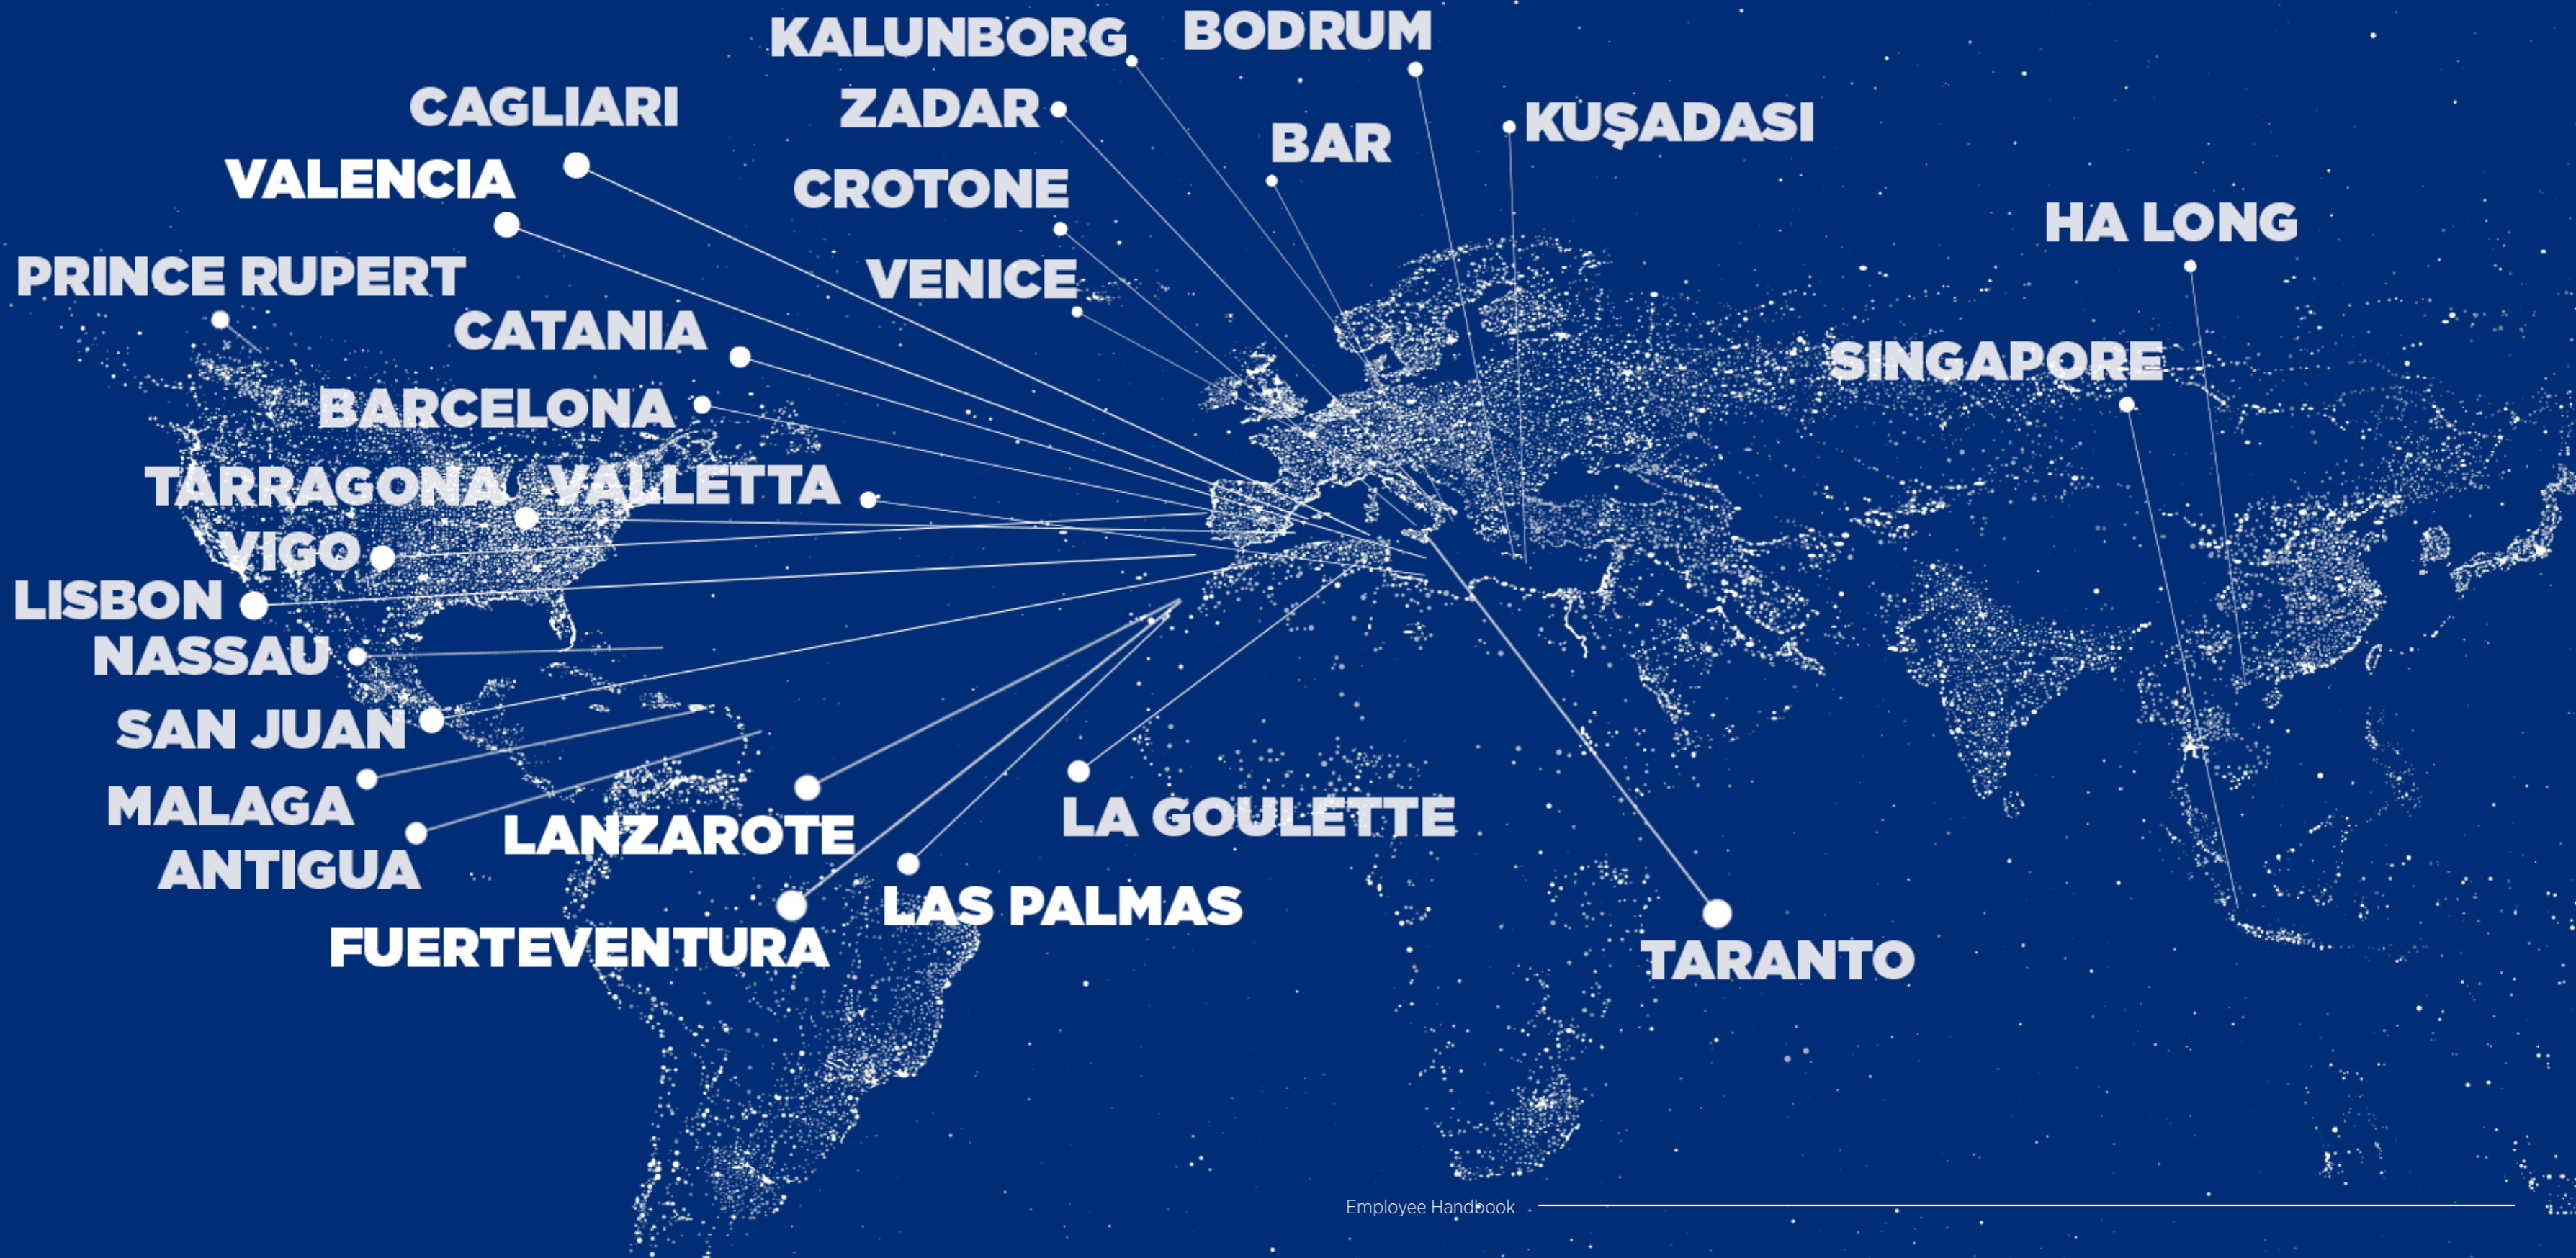 KALUNBORG
BODRUM
CAGLIARI
ZADAR
KUŞADASI
BAR
VALENCIA
CROTONE
HA LONG
PRINCE RUPERT
VENICE
CATANIA
SINGAPORE
BARCELONA
TARRAGONA
VALLETTA
VIGO
LISBON
NASSAU
SAN JUAN
MALAGA
LANZAROTE
LA GOULETTE
ANTIGUA
LAS PALMAS
FUERTEVENTURA
TARANTO
Employee Handbook